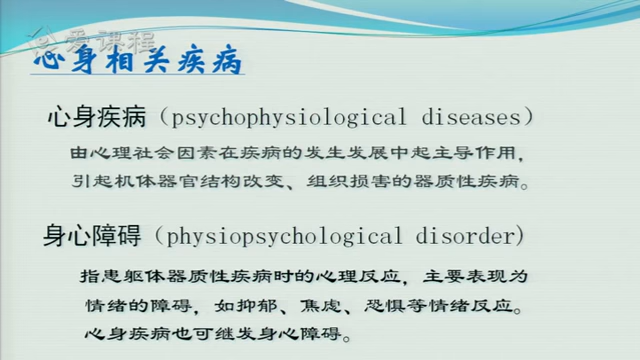 爱课程
心身相关疾病
心身疾病（psychophysiological diseases）
由心理社会因素在疾病的发生发展中起主导作用，
引起机体器官结构改变、组织损害的器质性疾病。
身心障碍（physiopsychological disorder)
指患躯体器质性疾病时的心理反应，主要表现为
情绪的障碍，如抑郁、焦虑、恐惧等情绪反应。
心身疾病也可继发身心障碍。